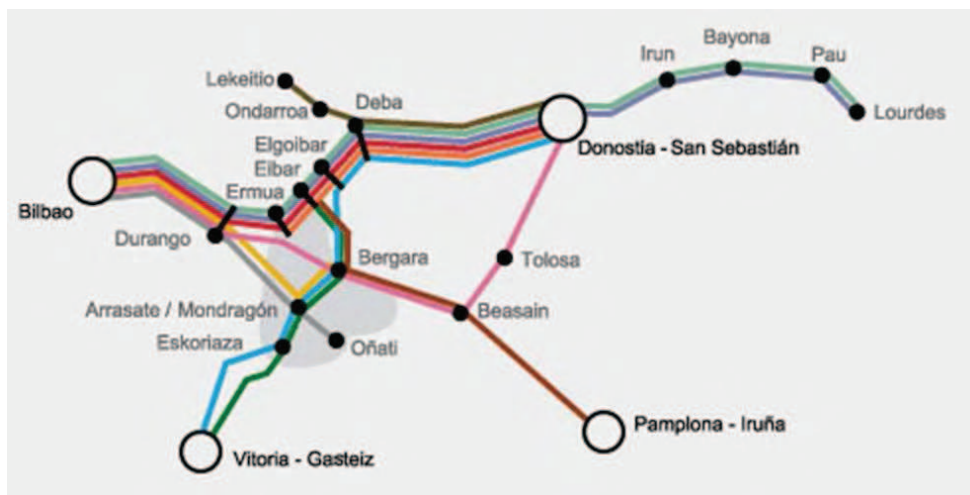 Bayona
Irun
Pau
Lekeitio
Ondarroa
Deba
Lourdes
Elgoibar
Donostia - San Sebastián
Eibar
Ermua
Bilbao
Durango
Bergara
Tolosa
Arrasate / Mondragón
Beasain
Eskoriaza
Oñati
Pamplona - Iruña
Vitoria - Gasteiz